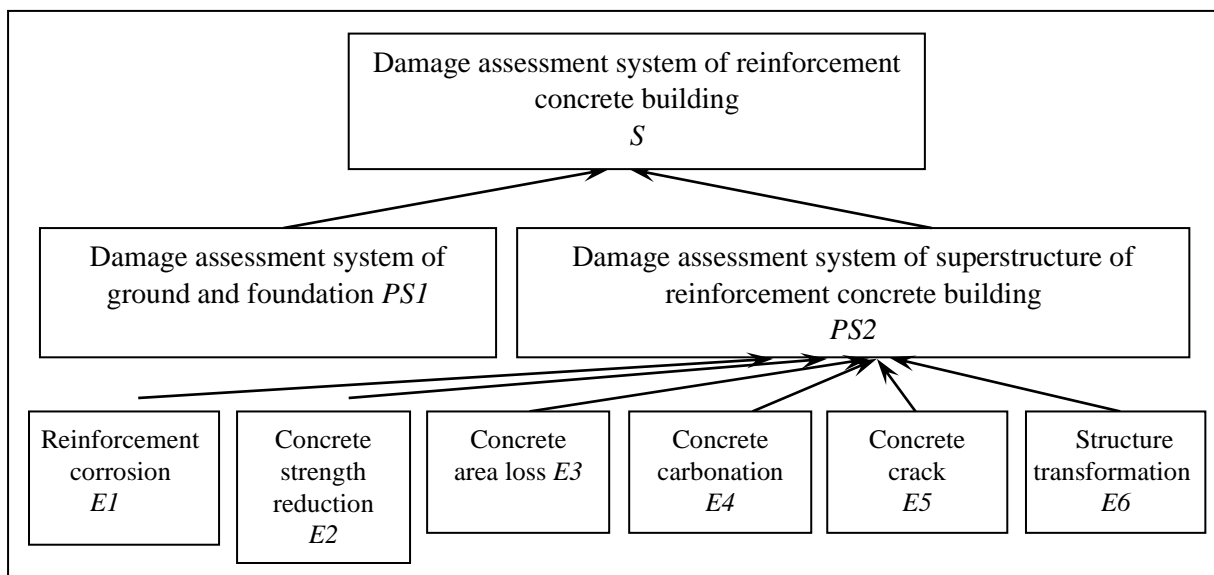 Damage assessment system of reinforcement
concrete building
S
Damage assessment system of
ground and foundation PS1
Damage assessment system of superstructure of
reinforcement concrete building
PS2
Reinforcement
corrosion
E1
Concrete
strength
reduction
E2
Concrete
area loss E3
Concrete
carbonation
E4
Concrete
crack
E5
Structure
transformation
E6